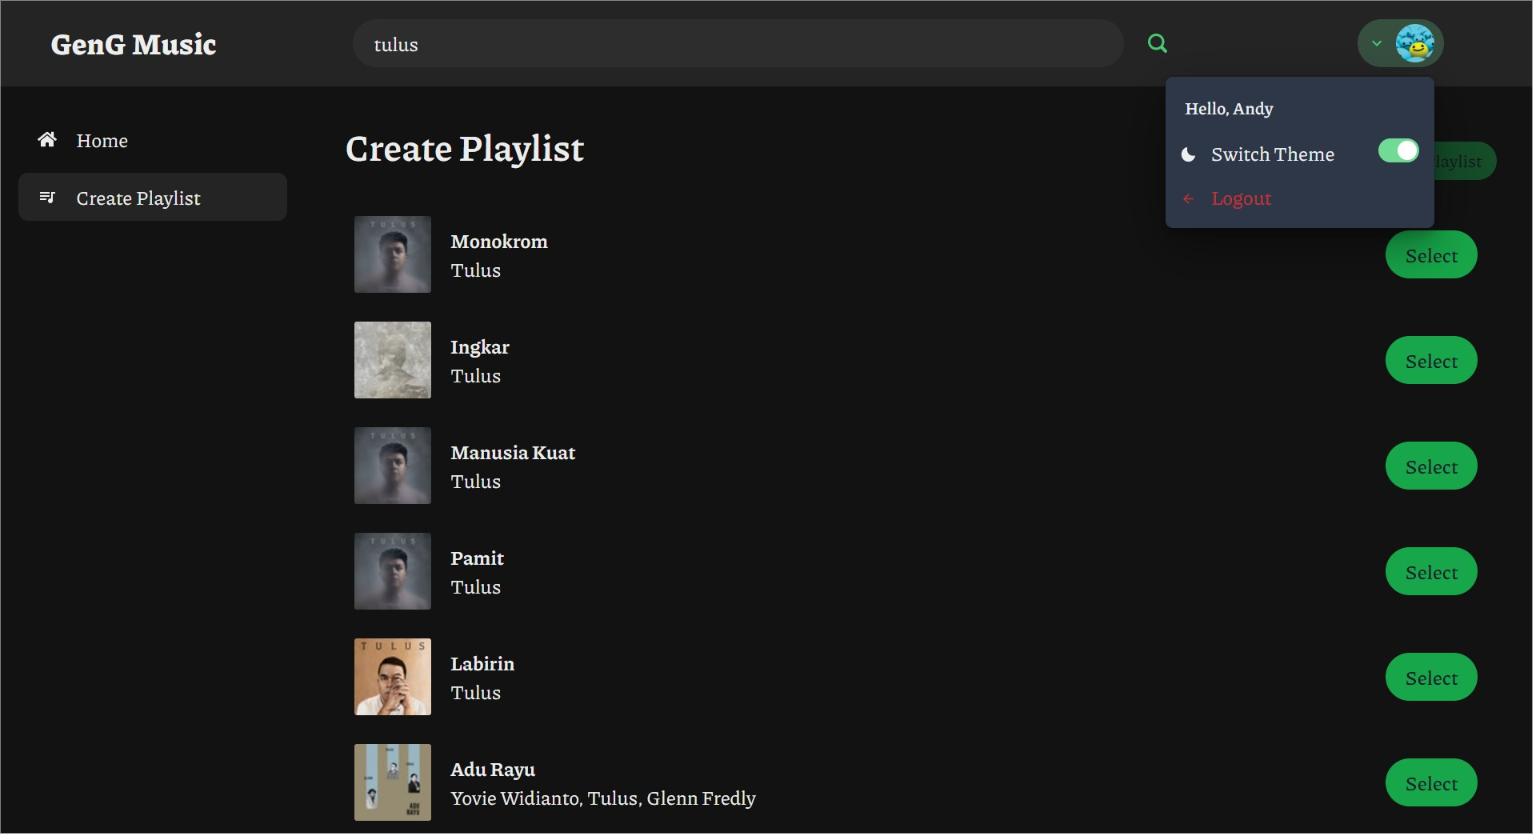 GenG Music
tulus
Hello, Andy
Switch Theme
Logout
Home
Create Playlist
Create Playlist
laylist
TULUS
Monokrom
Tulus
Select
Ingkar
Tulus
Select
TULUS
Manusia Kuat
Tulus
Select
TULUS
Pamit
Tulus
Select
TULUS
Labirin
Tulus
Select
ADU
RAYU
Adu Rayu
Yovie Widianto, Tulus, Glenn Fredly
Select